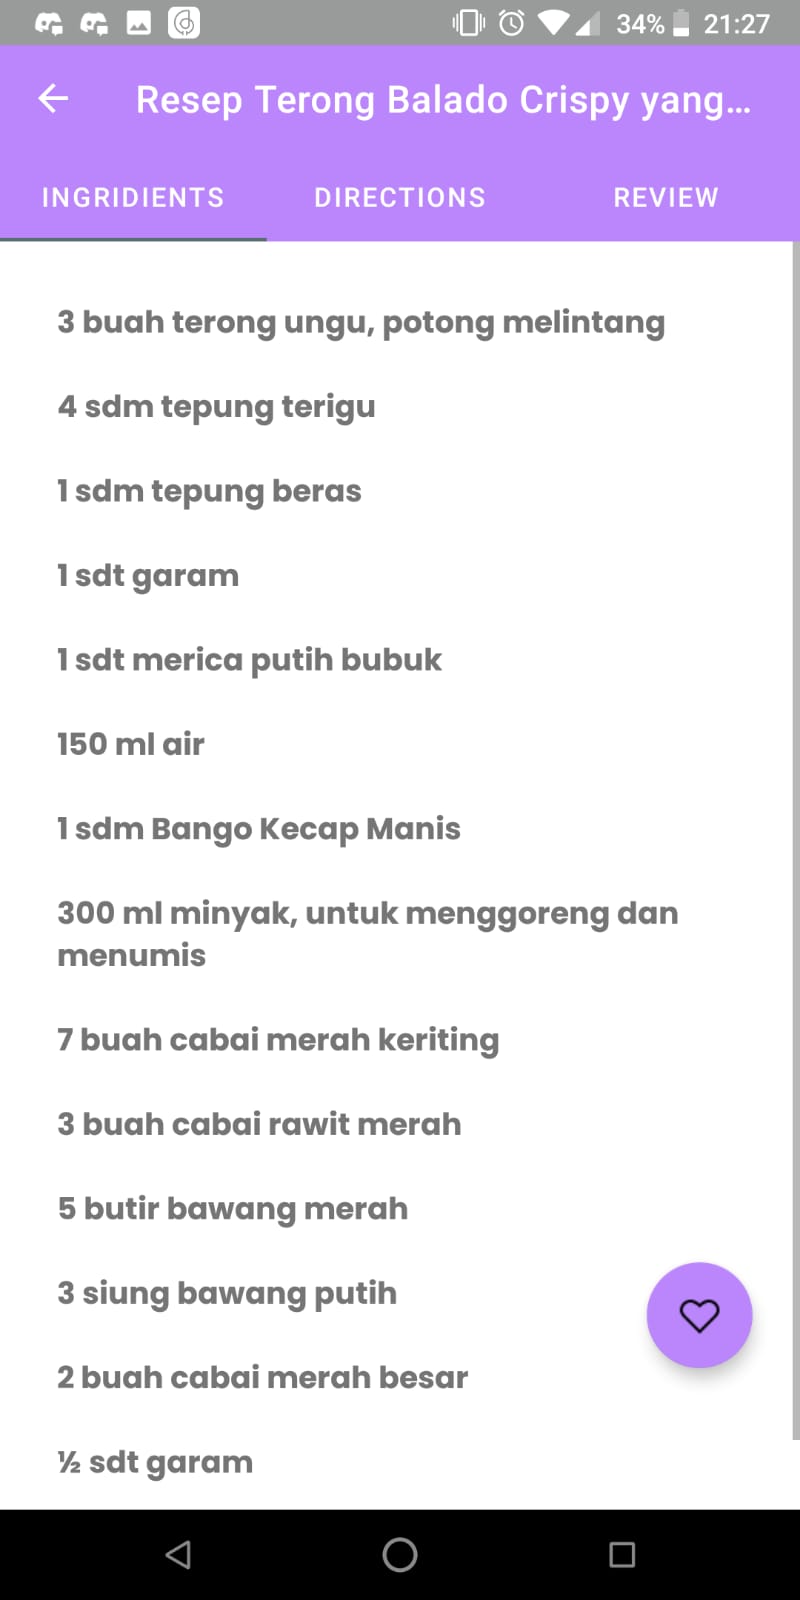 34% 21:27
Resep Terong Balado Crispy yang...
INGRIDIENTS DIRECTIONS REVIEW
3 buah terong ungu, potong melintang
4 sdm tepung terigu
1 sdm tepung beras
1 sdt garam
1 sdt merica putih bubuk
150 ml air
1 sdm Bango Kecap Manis
300 ml minyak, untuk menggoreng dan
menumis
7 buah cabai merah keriting
3 buah cabai rawit merah
5 butir bawang merah
3 siung bawang putih
2 buah cabai merah besar
½ sdt garam